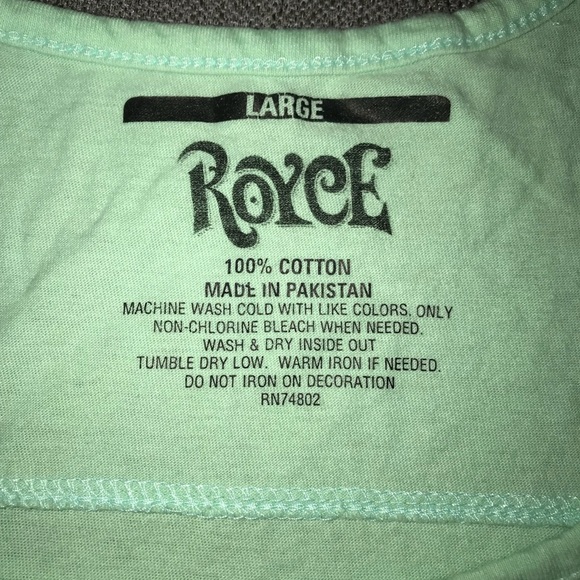 LARGE
ROYCE
100% COTTON
MADE IN PAKISTAN
MACHINE WASH COLD WITH LIKE COLORS. ONLY
NON-CHLORINE BLEACH WHEN NEEDED.
WASH & DRY INSIDE OUT
TUMBLE DRY LOW. WARM IRON IF NEEDED.
DO NOT IRON ON DECORATION
RN74802